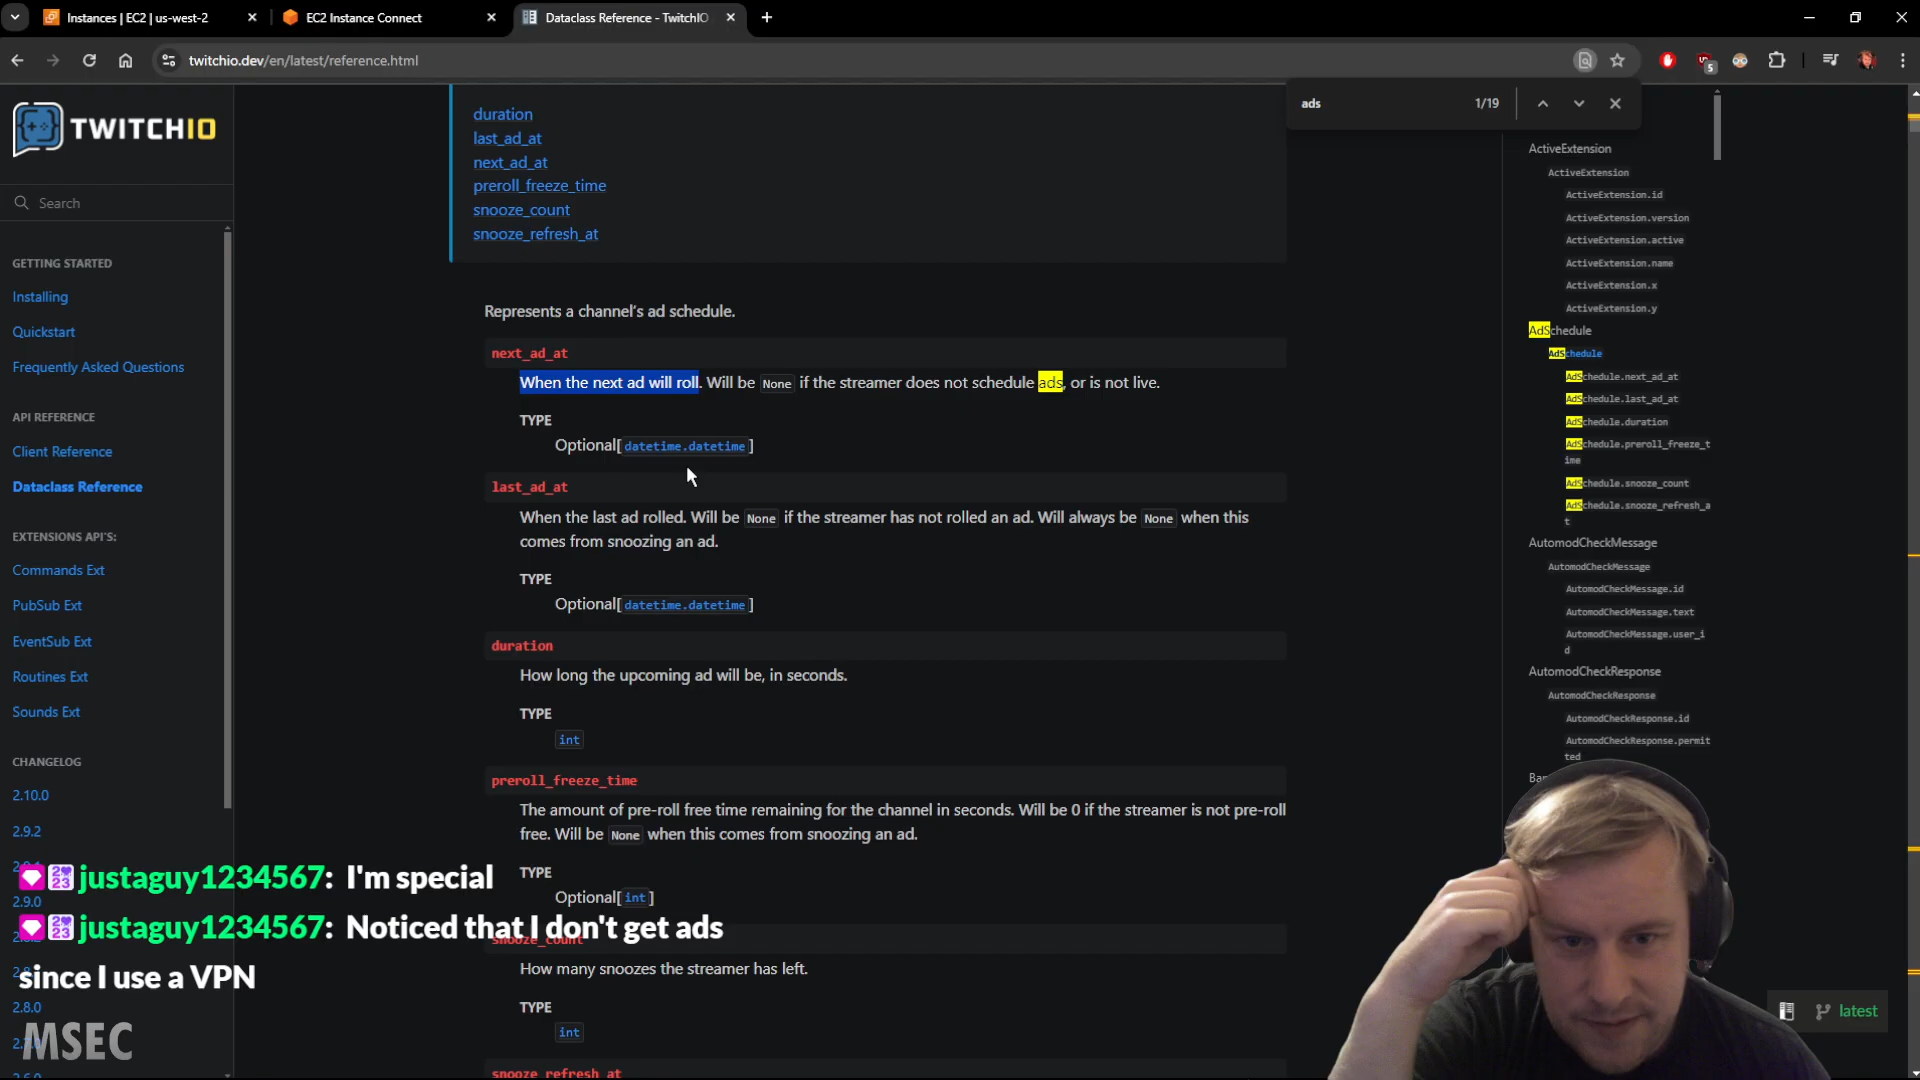 Instances | EC2 | us-west-2
EC2 Instance Connect
Dataclass Reference - TwitchIO
twitchio.dev/en/latest/reference.html
5
ads
1/19
TWITCHIO
Search
GETTING STARTED
Installing
Quickstart
Frequently Asked Questions
API REFERENCE
Client Reference
Dataclass Reference
EXTENSIONS API'S:
Commands Ext
PubSub Ext
EventSub Ext
Routines Ext
Sounds Ext
CHANGELOG
2.10.0
2.9.2
2.9.0
2.8.0
duration
last_ad_at
next_ad_at
preroll_freeze_time
snooze_count
snooze_refresh_at
Represents a channel's ad schedule.
next_ad_at
When the next ad will roll. Will be None if the streamer does not schedule ads, or is not live.
TYPE
Optional[datetime.datetime]
last_ad_at
When the last ad rolled. Will be None if the streamer has not rolled an ad. Will always be None when this
comes from snoozing an ad.
TYPE
Optional[datetime.datetime]
duration
How long the upcoming ad will be, in seconds.
TYPE
int
preroll_freeze_time
The amount of pre-roll free time remaining for the channel in seconds. Will be 0 if the streamer is not pre-roll
free. Will be None when this comes from snoozing an ad.
TYPE
Optional[int]
snooze_count
How many snoozes the streamer has left.
TYPE
int
snooze_refresh_at
ActiveExtension
ActiveExtension
ActiveExtension.id
ActiveExtension.version
ActiveExtension.active
ActiveExtension.name
ActiveExtension.x
ActiveExtension.y
AdSchedule
AdSchedule
AdSchedule.next_ad_at
AdSchedule.last_ad_at
AdSchedule.duration
AdSchedule.preroll_freeze_t
ime
AdSchedule.snooze_count
AdSchedule.snooze_refresh_a
t
AutomodCheckMessage
AutomodCheckMessage
AutomodCheckMessage.id
AutomodCheckMessage.text
AutomodCheckMessage.user_i
d
AutomodCheckResponse
AutomodCheckResponse
AutomodCheckResponse.id
AutomodCheckResponse.permit
ted
2023 justaguy1234567: I'm special
2023 justaguy1234567: Noticed that I don't get ads
since I use a VPN
MSEC
latest